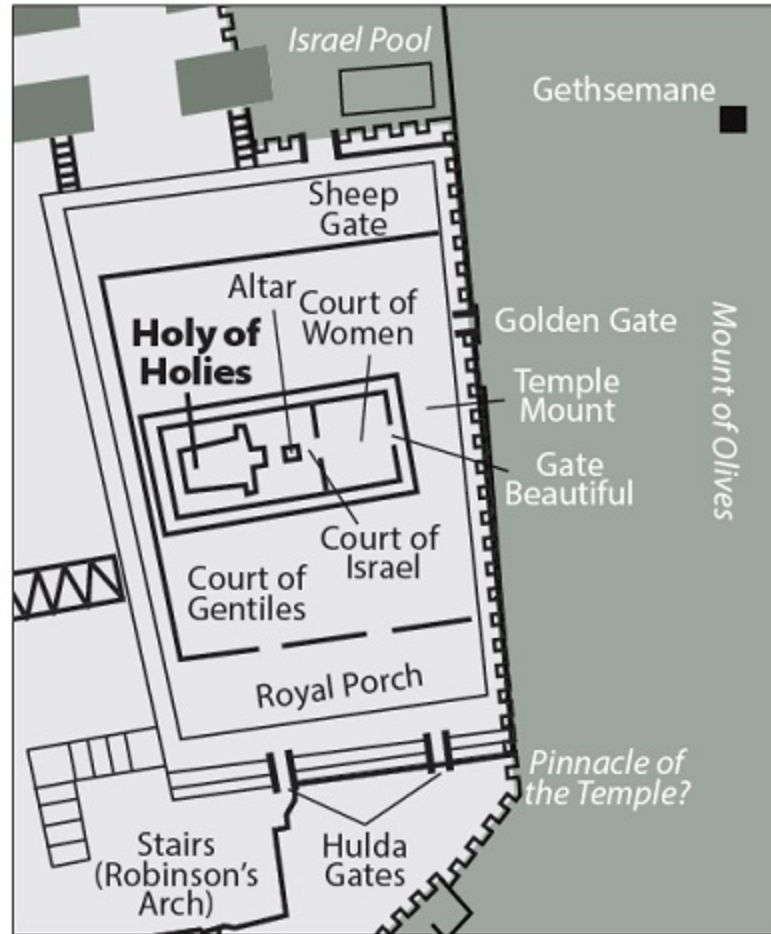 Israel Pool
Gethsemane
Sheep
Gate
Altar
Court of
Women
Holy of
Holies
Golden Gate
Mount of Olives
Temple
Mount
Gate
Beautiful
Court of
Israel
Court of
Gentiles
Royal Porch
Pinnacle of
the Temple?
Stairs
(Robinson's
Arch)
Hulda
Gates